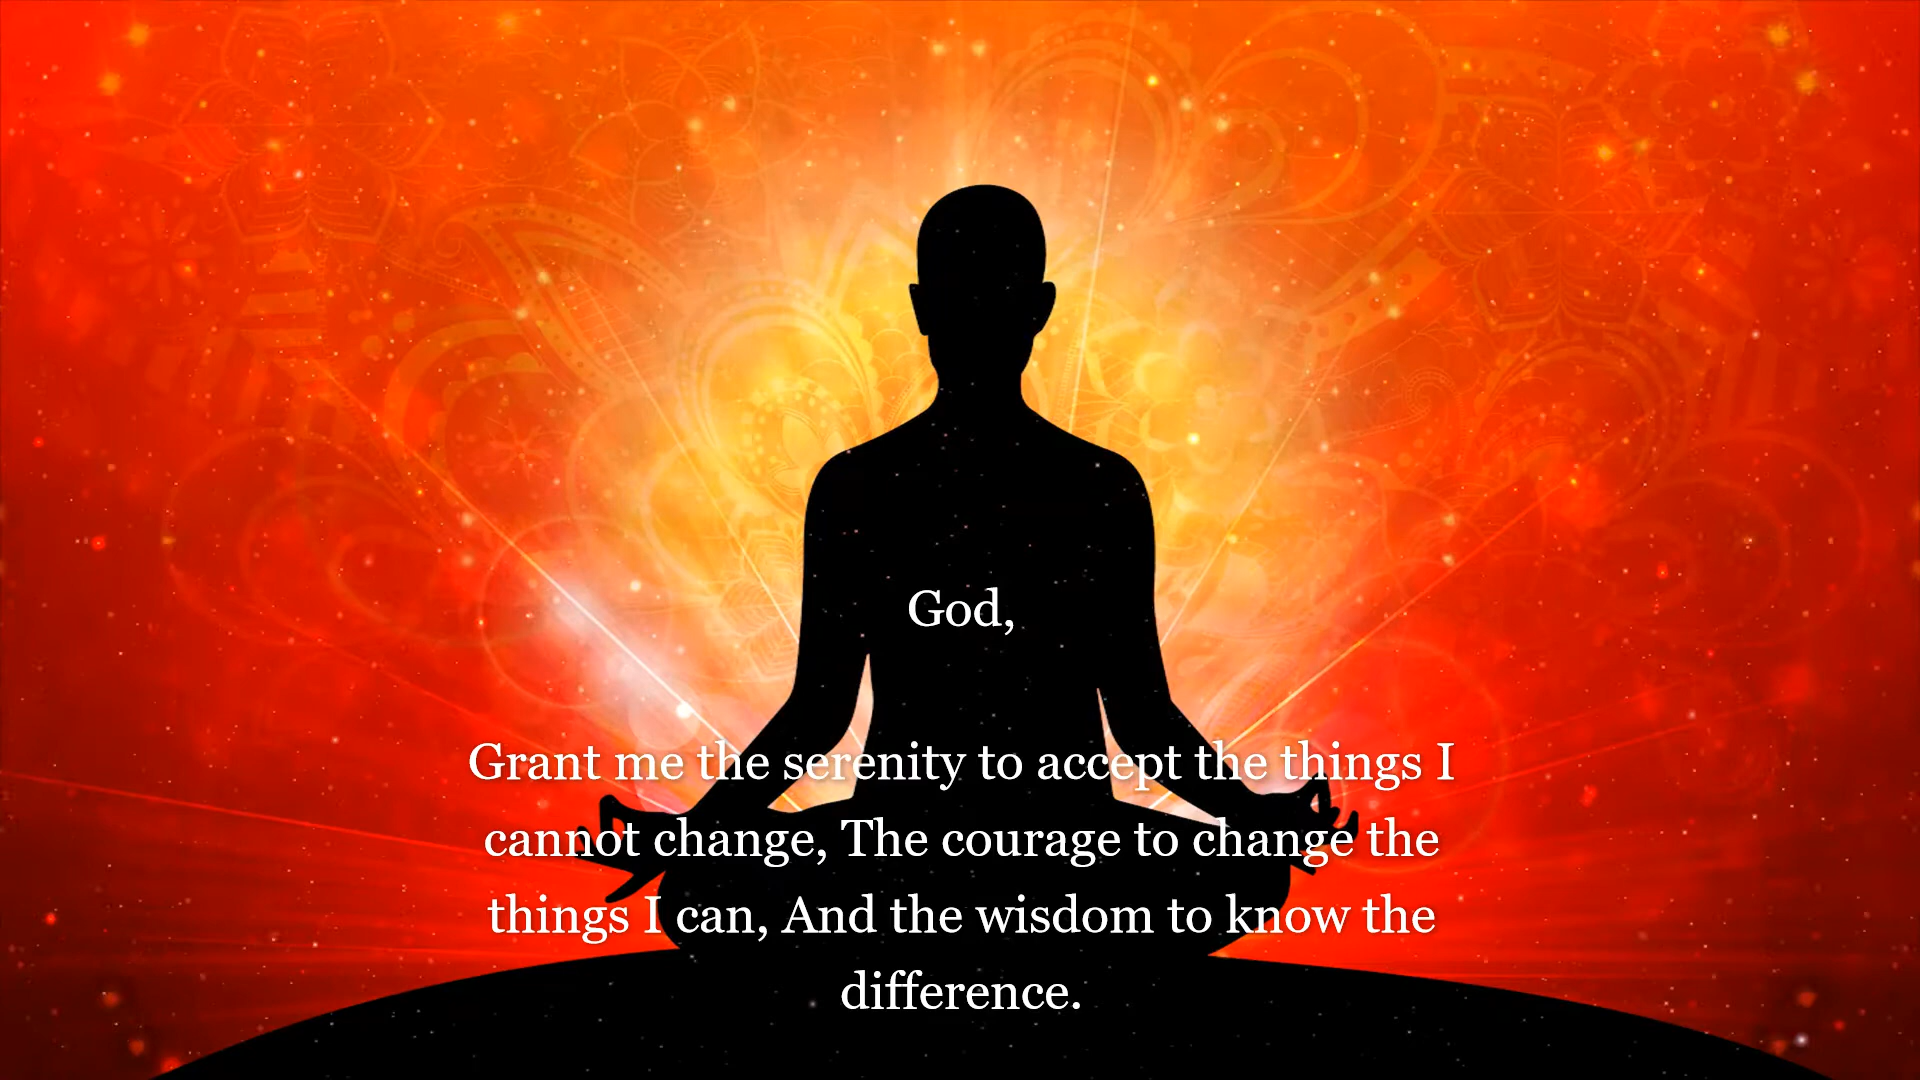 God,
Grant me the serenity to accept the things I
cannot change, The courage to change the
things I can, And the wisdom to know the
difference.